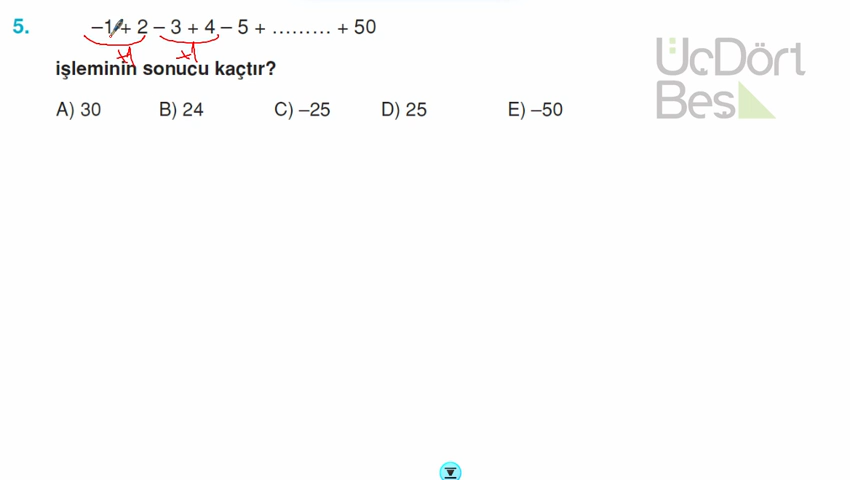 5. –1 + 2 – 3 + 4 – 5 + ……… + 50
+1 +1
işleminin sonucu kaçtır?
A) 30 B) 24 C) –25 D) 25 E) –50
ÜçDört
Beş